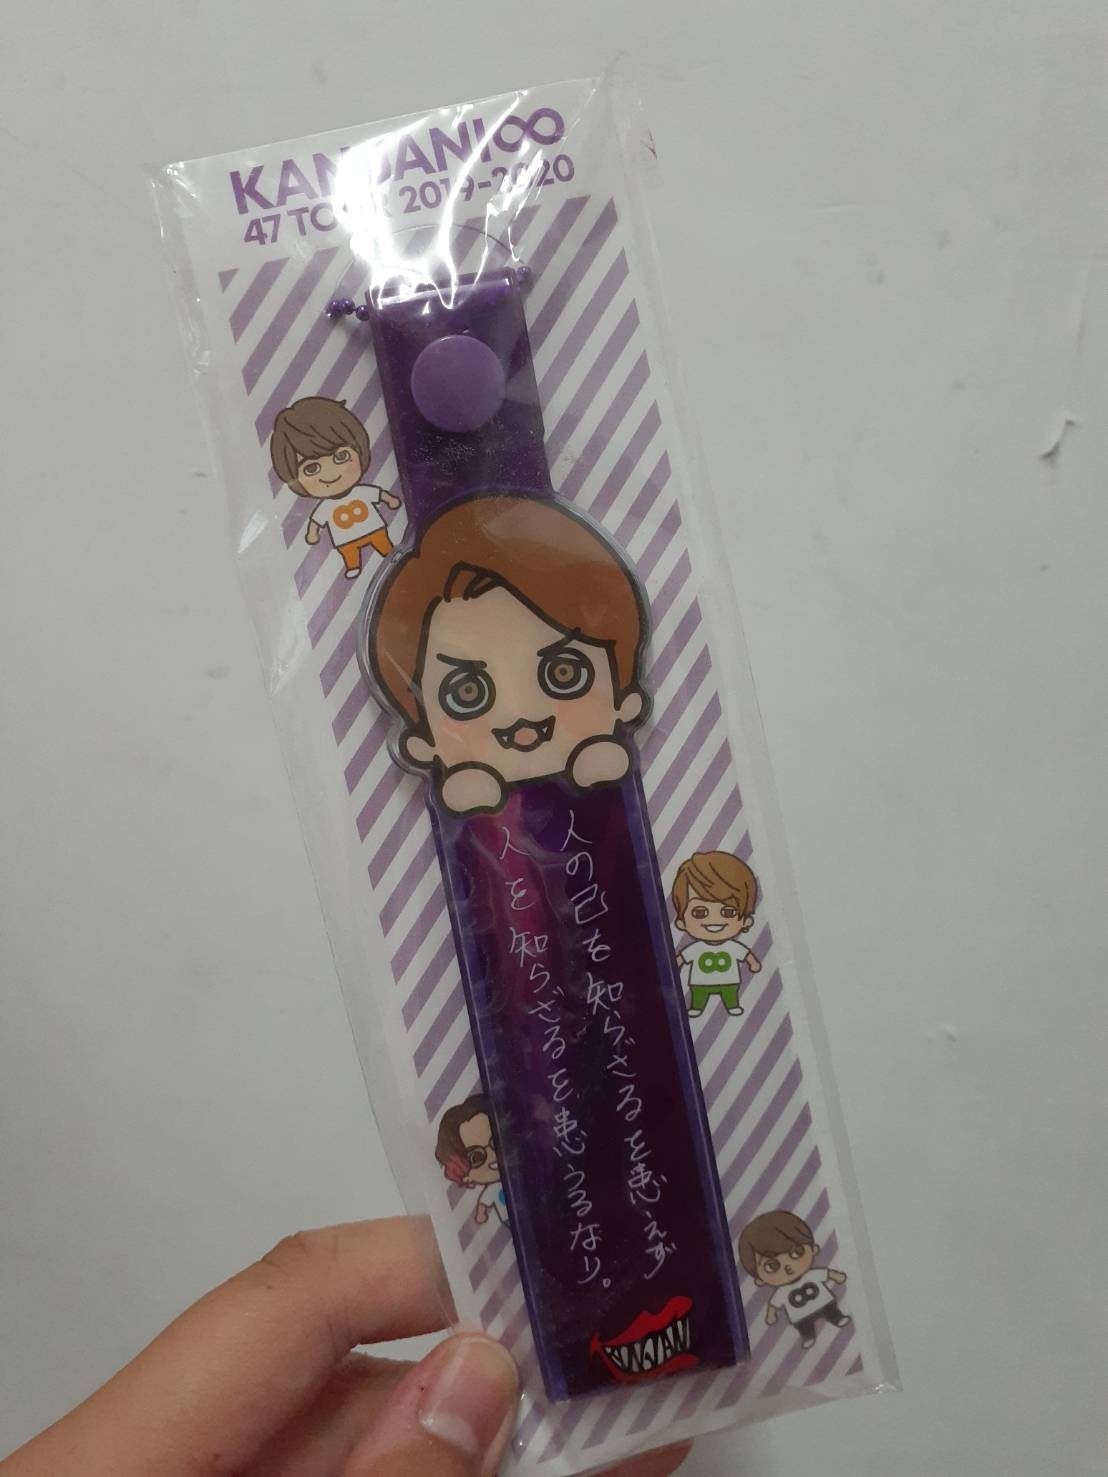 KANJANI∞
47 TOUR 2019-2020
人の己を知らざるを患えず
人を知らざるを患うるなり。
KANJANI
∞
∞
∞